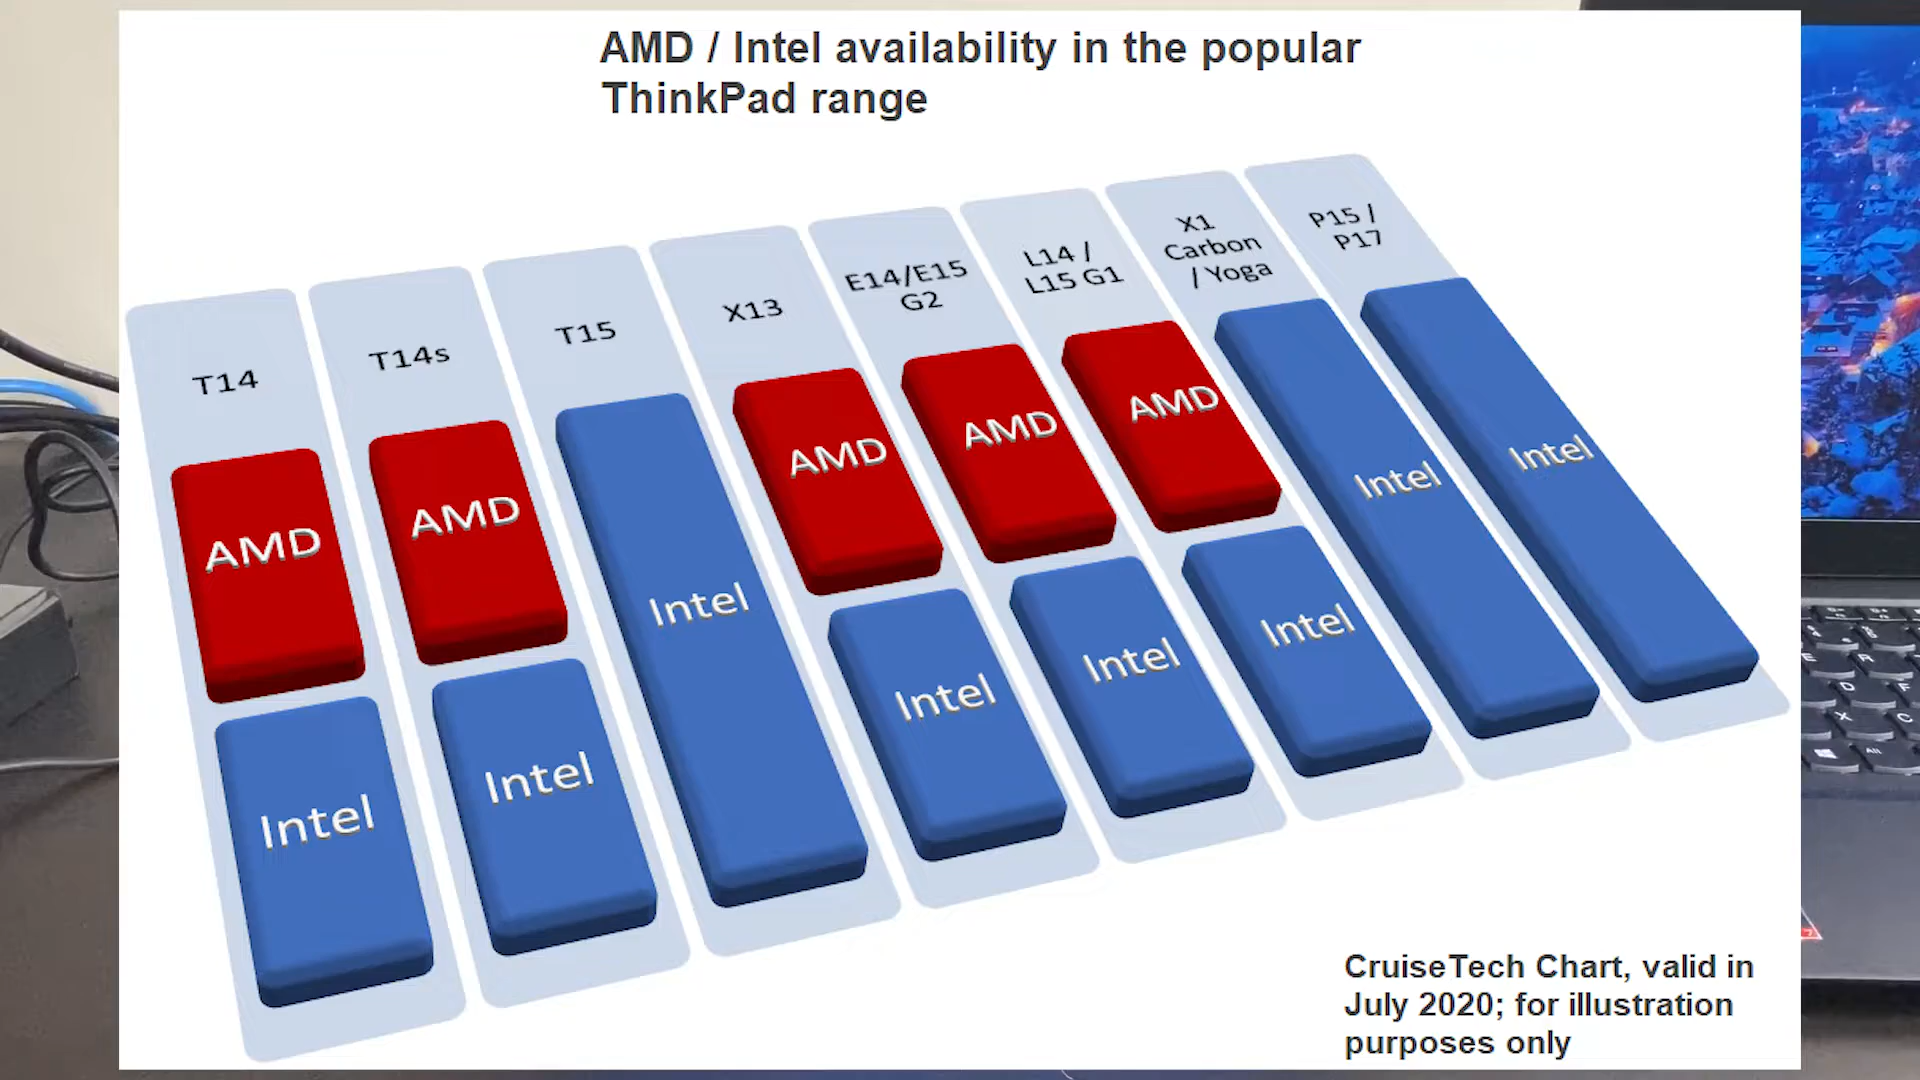 AMD / Intel availability in the popular
ThinkPad range
T14
AMD
Intel
T14s
AMD
Intel
T15
Intel
X13
AMD
Intel
E14/E15
G2
AMD
Intel
L14 /
L15 G1
AMD
Intel
X1
Carbon
/ Yoga
Intel
P15 /
P17
Intel
CruiseTech Chart, valid in
July 2020; for illustration
purposes only
E R
D F
X C
Alt